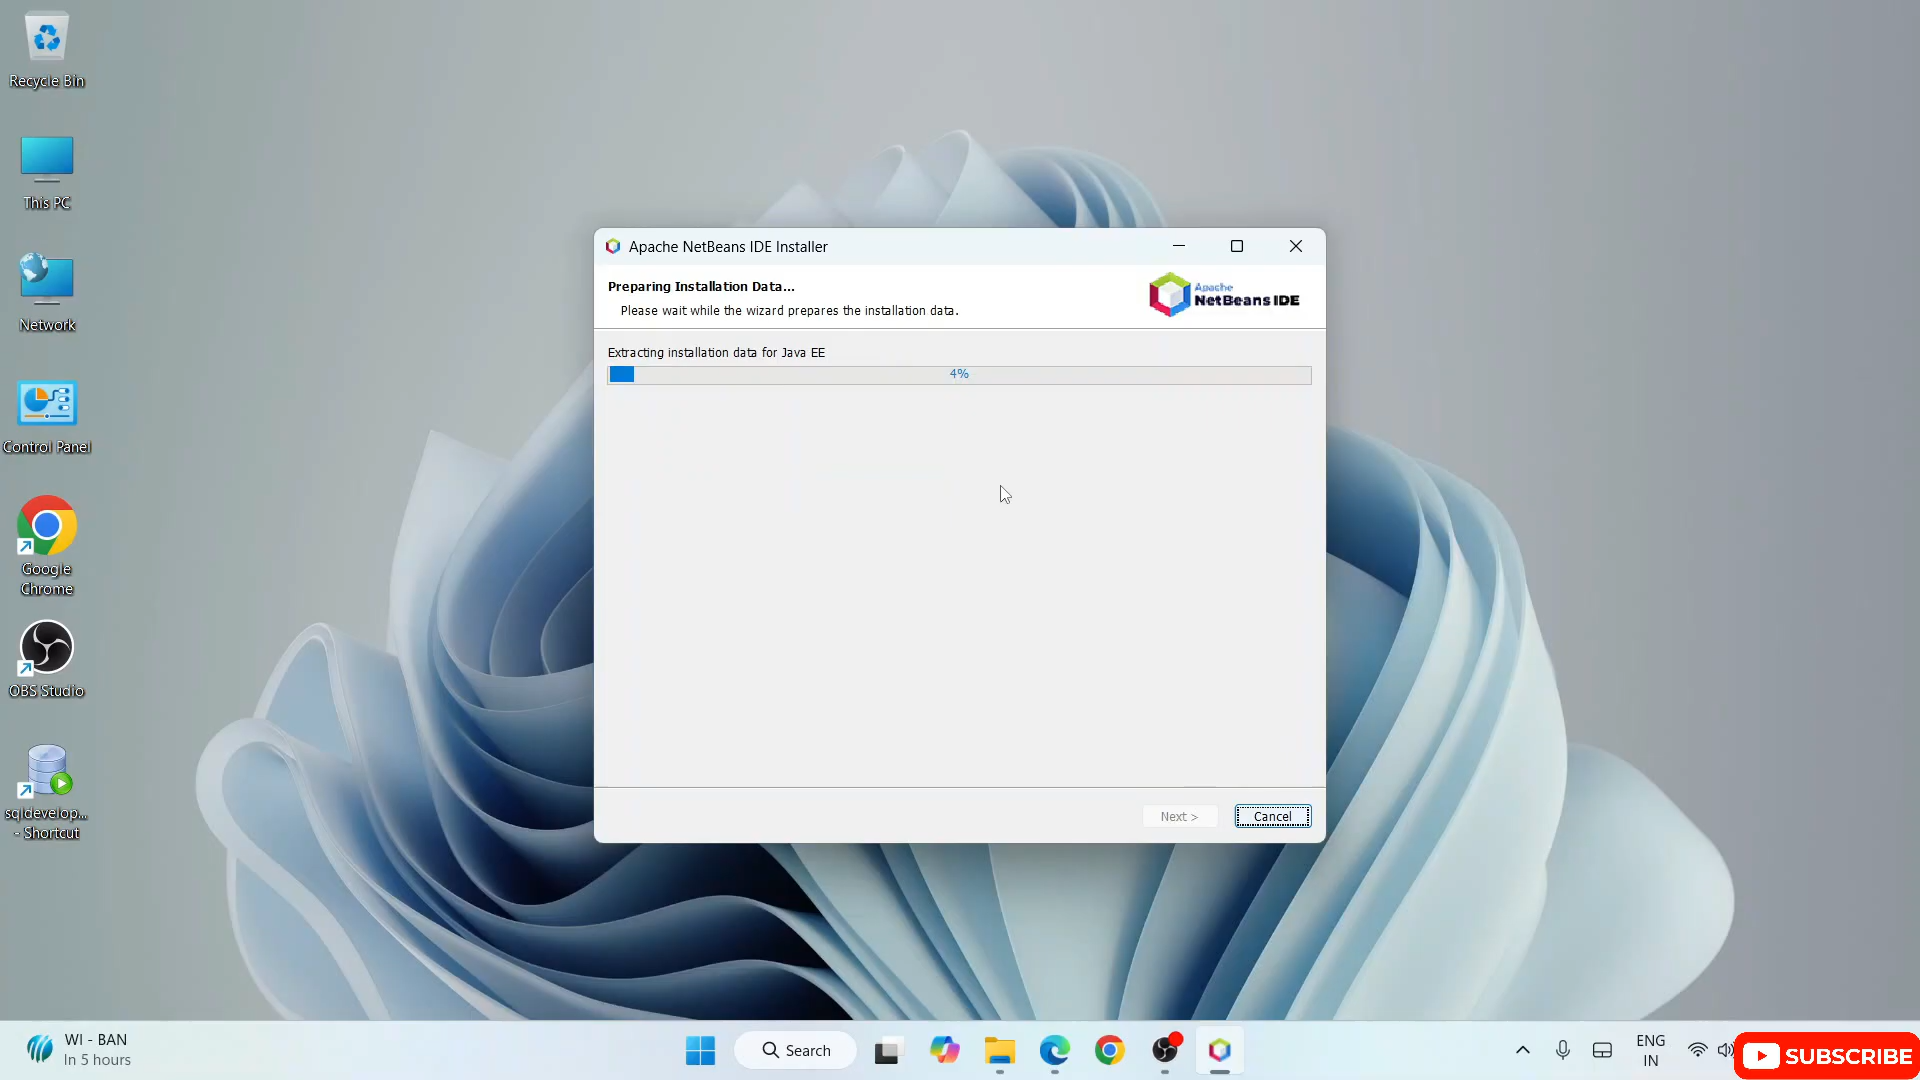 Recycle Bin
This PC
Network
Control Panel
Google
Chrome
OBS Studio
sqldevelop...
- Shortcut
Apache NetBeans IDE Installer
Preparing Installation Data...
Please wait while the wizard prepares the installation data.
Apache
NetBeans IDE
Extracting installation data for Java EE
4%
Next >
Cancel
WI - BAN
In 5 hours
Search
ENG
IN
SUBSCRIBE